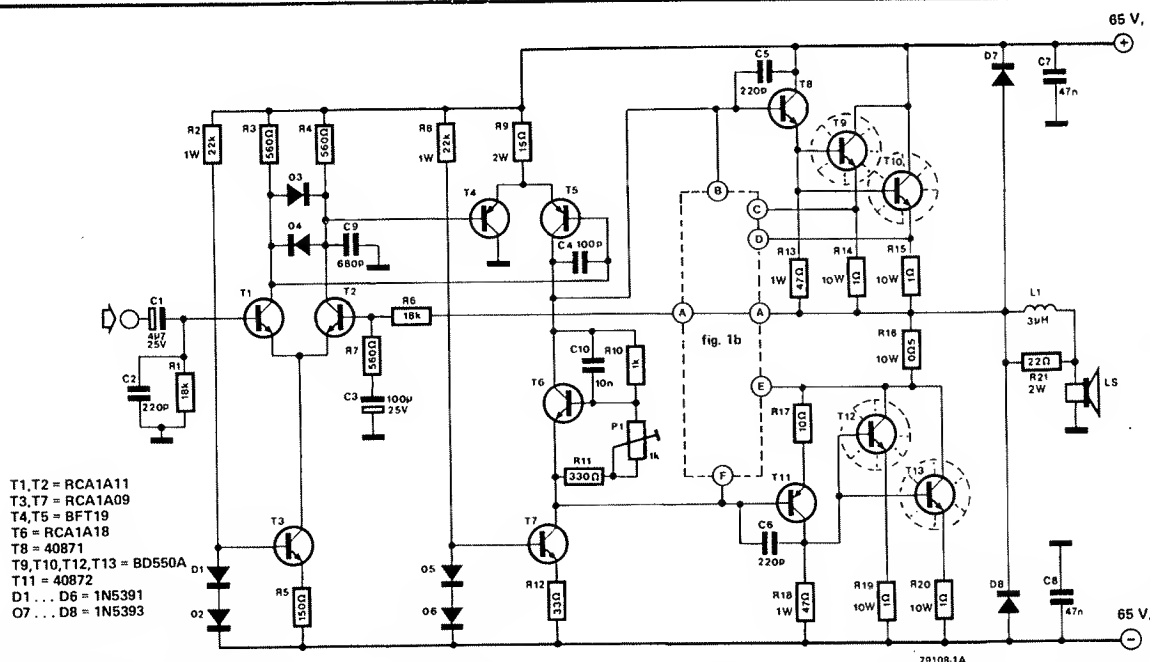 65 V,
+
D7
C7
47n
C5
220p
T8
R2
22k
1W
R3
560Ω
R4
560Ω
R8
22k
1W
R9
15Ω
2W
T9
T10
B
C
D
O3
O4
T4
T5
C9
680p
C4 100p
R13
47Ω
1W
R14
1Ω
10W
R15
1Ω
10W
C1
4µ7
25V
T1
T2
R6
18k
A
A
fig. 1b
L1
3µH
R7
560Ω
C10
10n
R10
1k
R16
0Ω5
10W
22Ω
R21
2W
LS
C2
220p
R1
18k
C3
100µ
25V
T6
P1
1k
E
R17
10Ω
T12
R11
330Ω
F
T11
T13
T1,T2 = RCA1A11
T3,T7 = RCA1A09
T4,T5 = BFT19
T6 = RCA1A18
T8 = 40871
T9,T10,T12,T13 = BD550A
T11 = 40872
D1 ... D6 = 1N5391
O7 ... D8 = 1N5393
T3
T7
C6
220p
D1
O2
R5
150Ω
O5
O6
R12
33Ω
R18
47Ω
1W
R19
1Ω
10W
R20
1Ω
10W
D8
C8
47n
65 V,
−
79108-1A